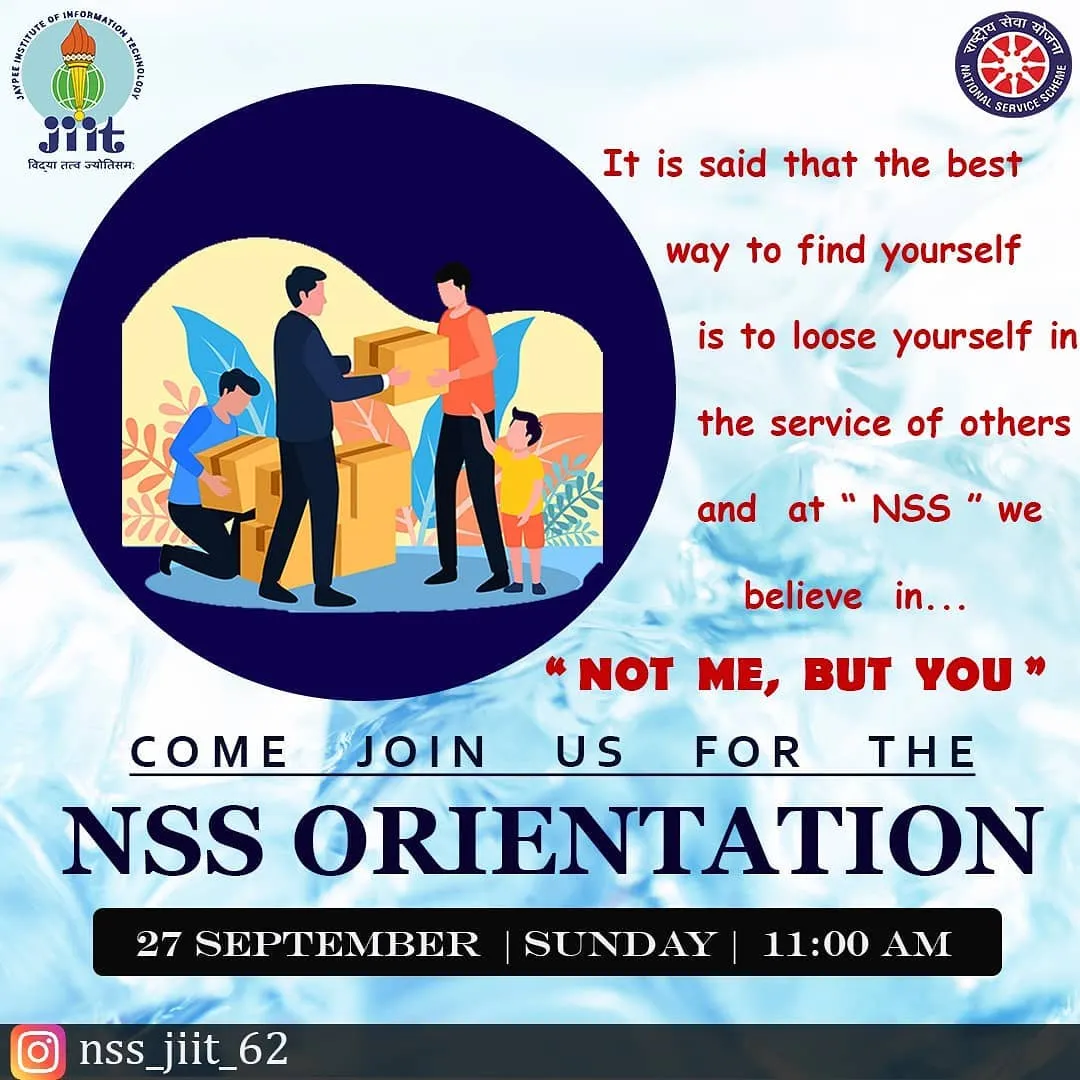 JAYPEE INSTITUTE OF INFORMATION TECHNOLOGY
jiit
विद्या तत्व ज्योतिसमः
राष्ट्रीय सेवा योजना
NATIONAL SERVICE SCHEME
It is said that the best
way to find yourself
is to loose yourself in
the service of others
and at “ NSS ” we
believe in...
“ NOT ME, BUT YOU ”
COME JOIN US FOR THE
NSS ORIENTATION
27 SEPTEMBER | SUNDAY | 11:00 AM
nss_jiit_62